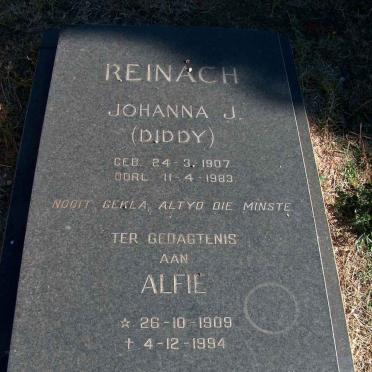 REINACH
JOHANNA J.
(DIDDY)
GEB. 24-3-1907
OORL. 11-4-1983
NOOIT GEKLA, ALTYD DIE MINSTE
TER GEDAGTENIS
AAN
ALFIE
☆ 26-10-1909
† 4-12-1994